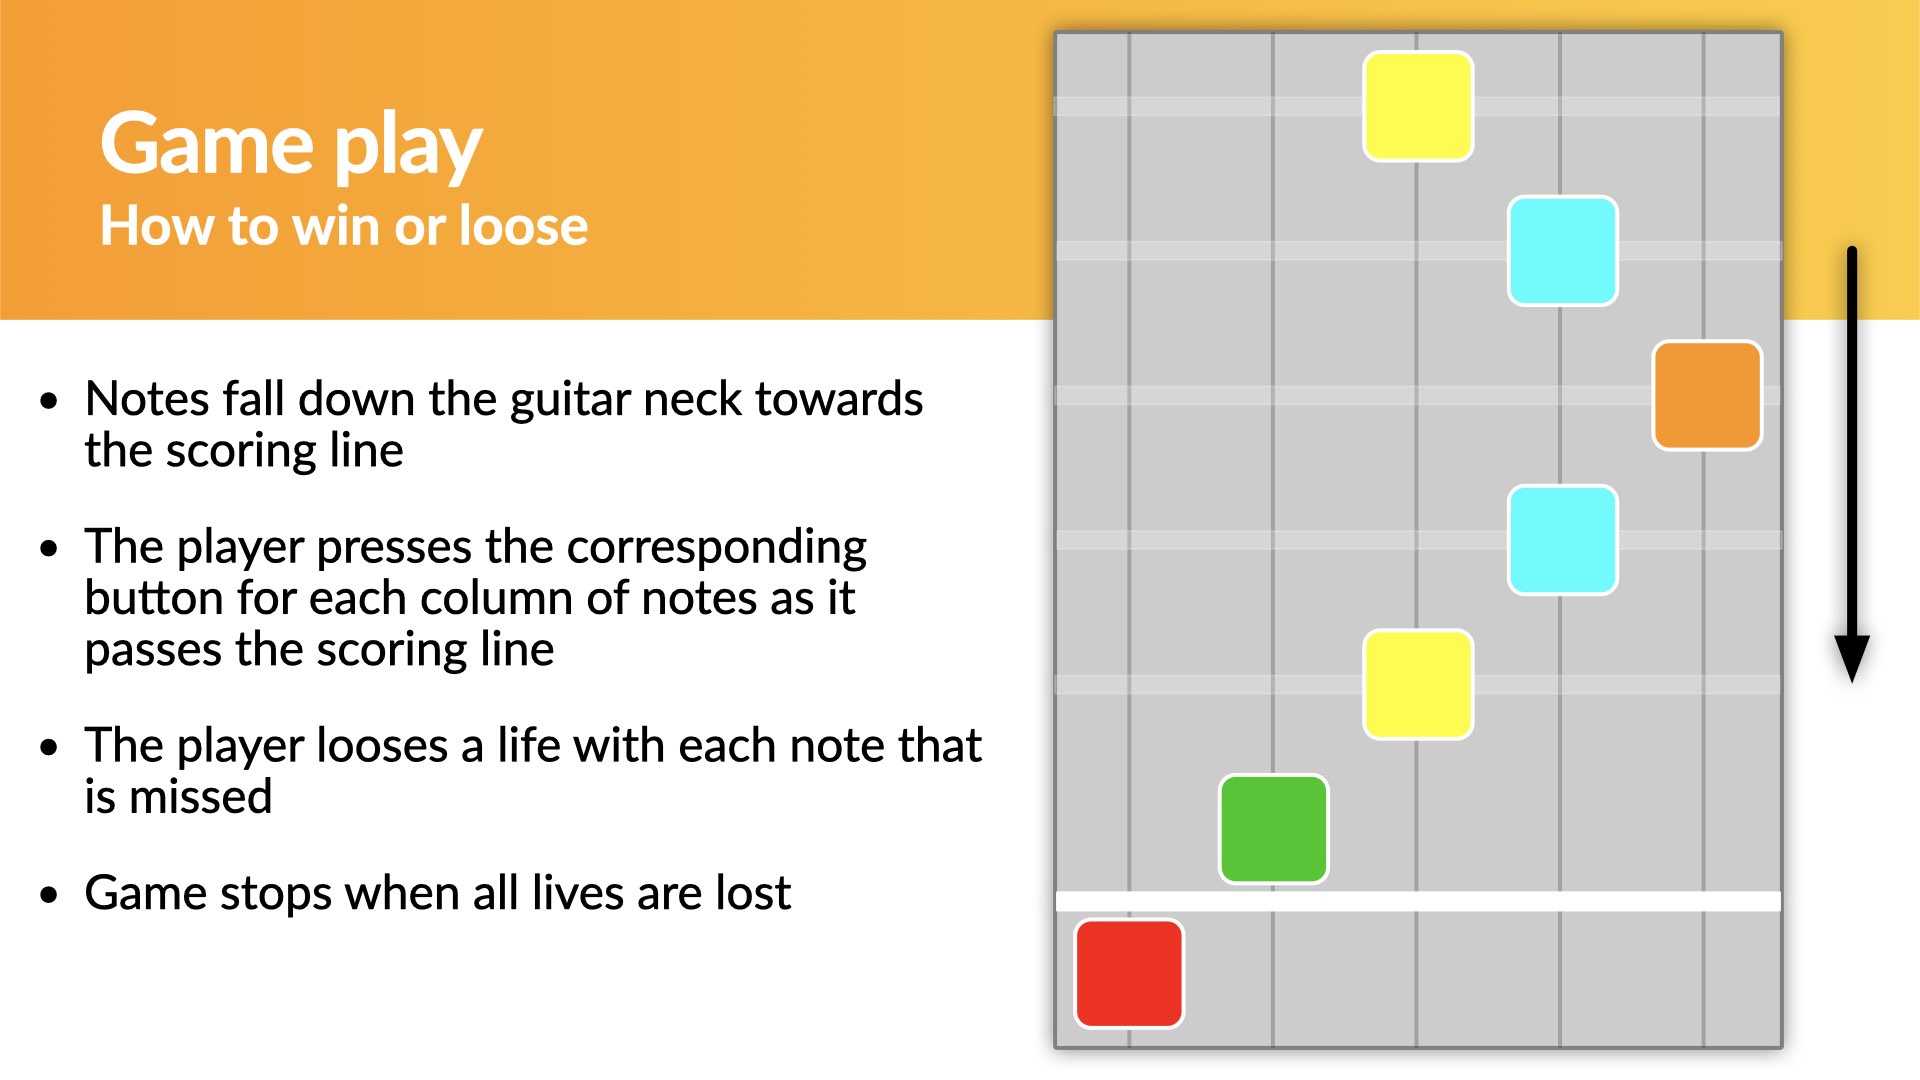 Game play
How to win or loose
• Notes fall down the guitar neck towards
the scoring line
• The player presses the corresponding
button for each column of notes as it
passes the scoring line
• The player looses a life with each note that
is missed
• Game stops when all lives are lost